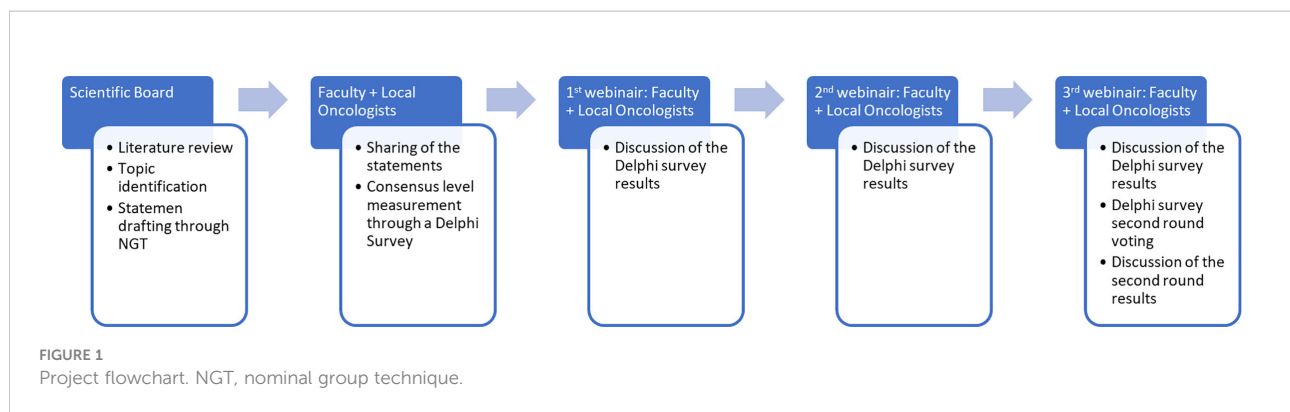 Scientific Board
• Literature review
• Topic
identification
• Statemen
drafting through
NGT
Faculty + Local
Oncologists
• Sharing of the
statements
• Consensus level
measurement
through a Delphi
Survey
1st webinair: Faculty
+ Local Oncologists
• Discussion of the
Delphi survey
results
2nd webinair: Faculty
+ Local Oncologists
• Discussion of the
Delphi survey
results
3rd webinair: Faculty
+ Local Oncologists
• Discussion of the
Delphi survey
results
• Delphi survey
second round
voting
• Discussion of the
second round
results
FIGURE 1
Project flowchart. NGT, nominal group technique.